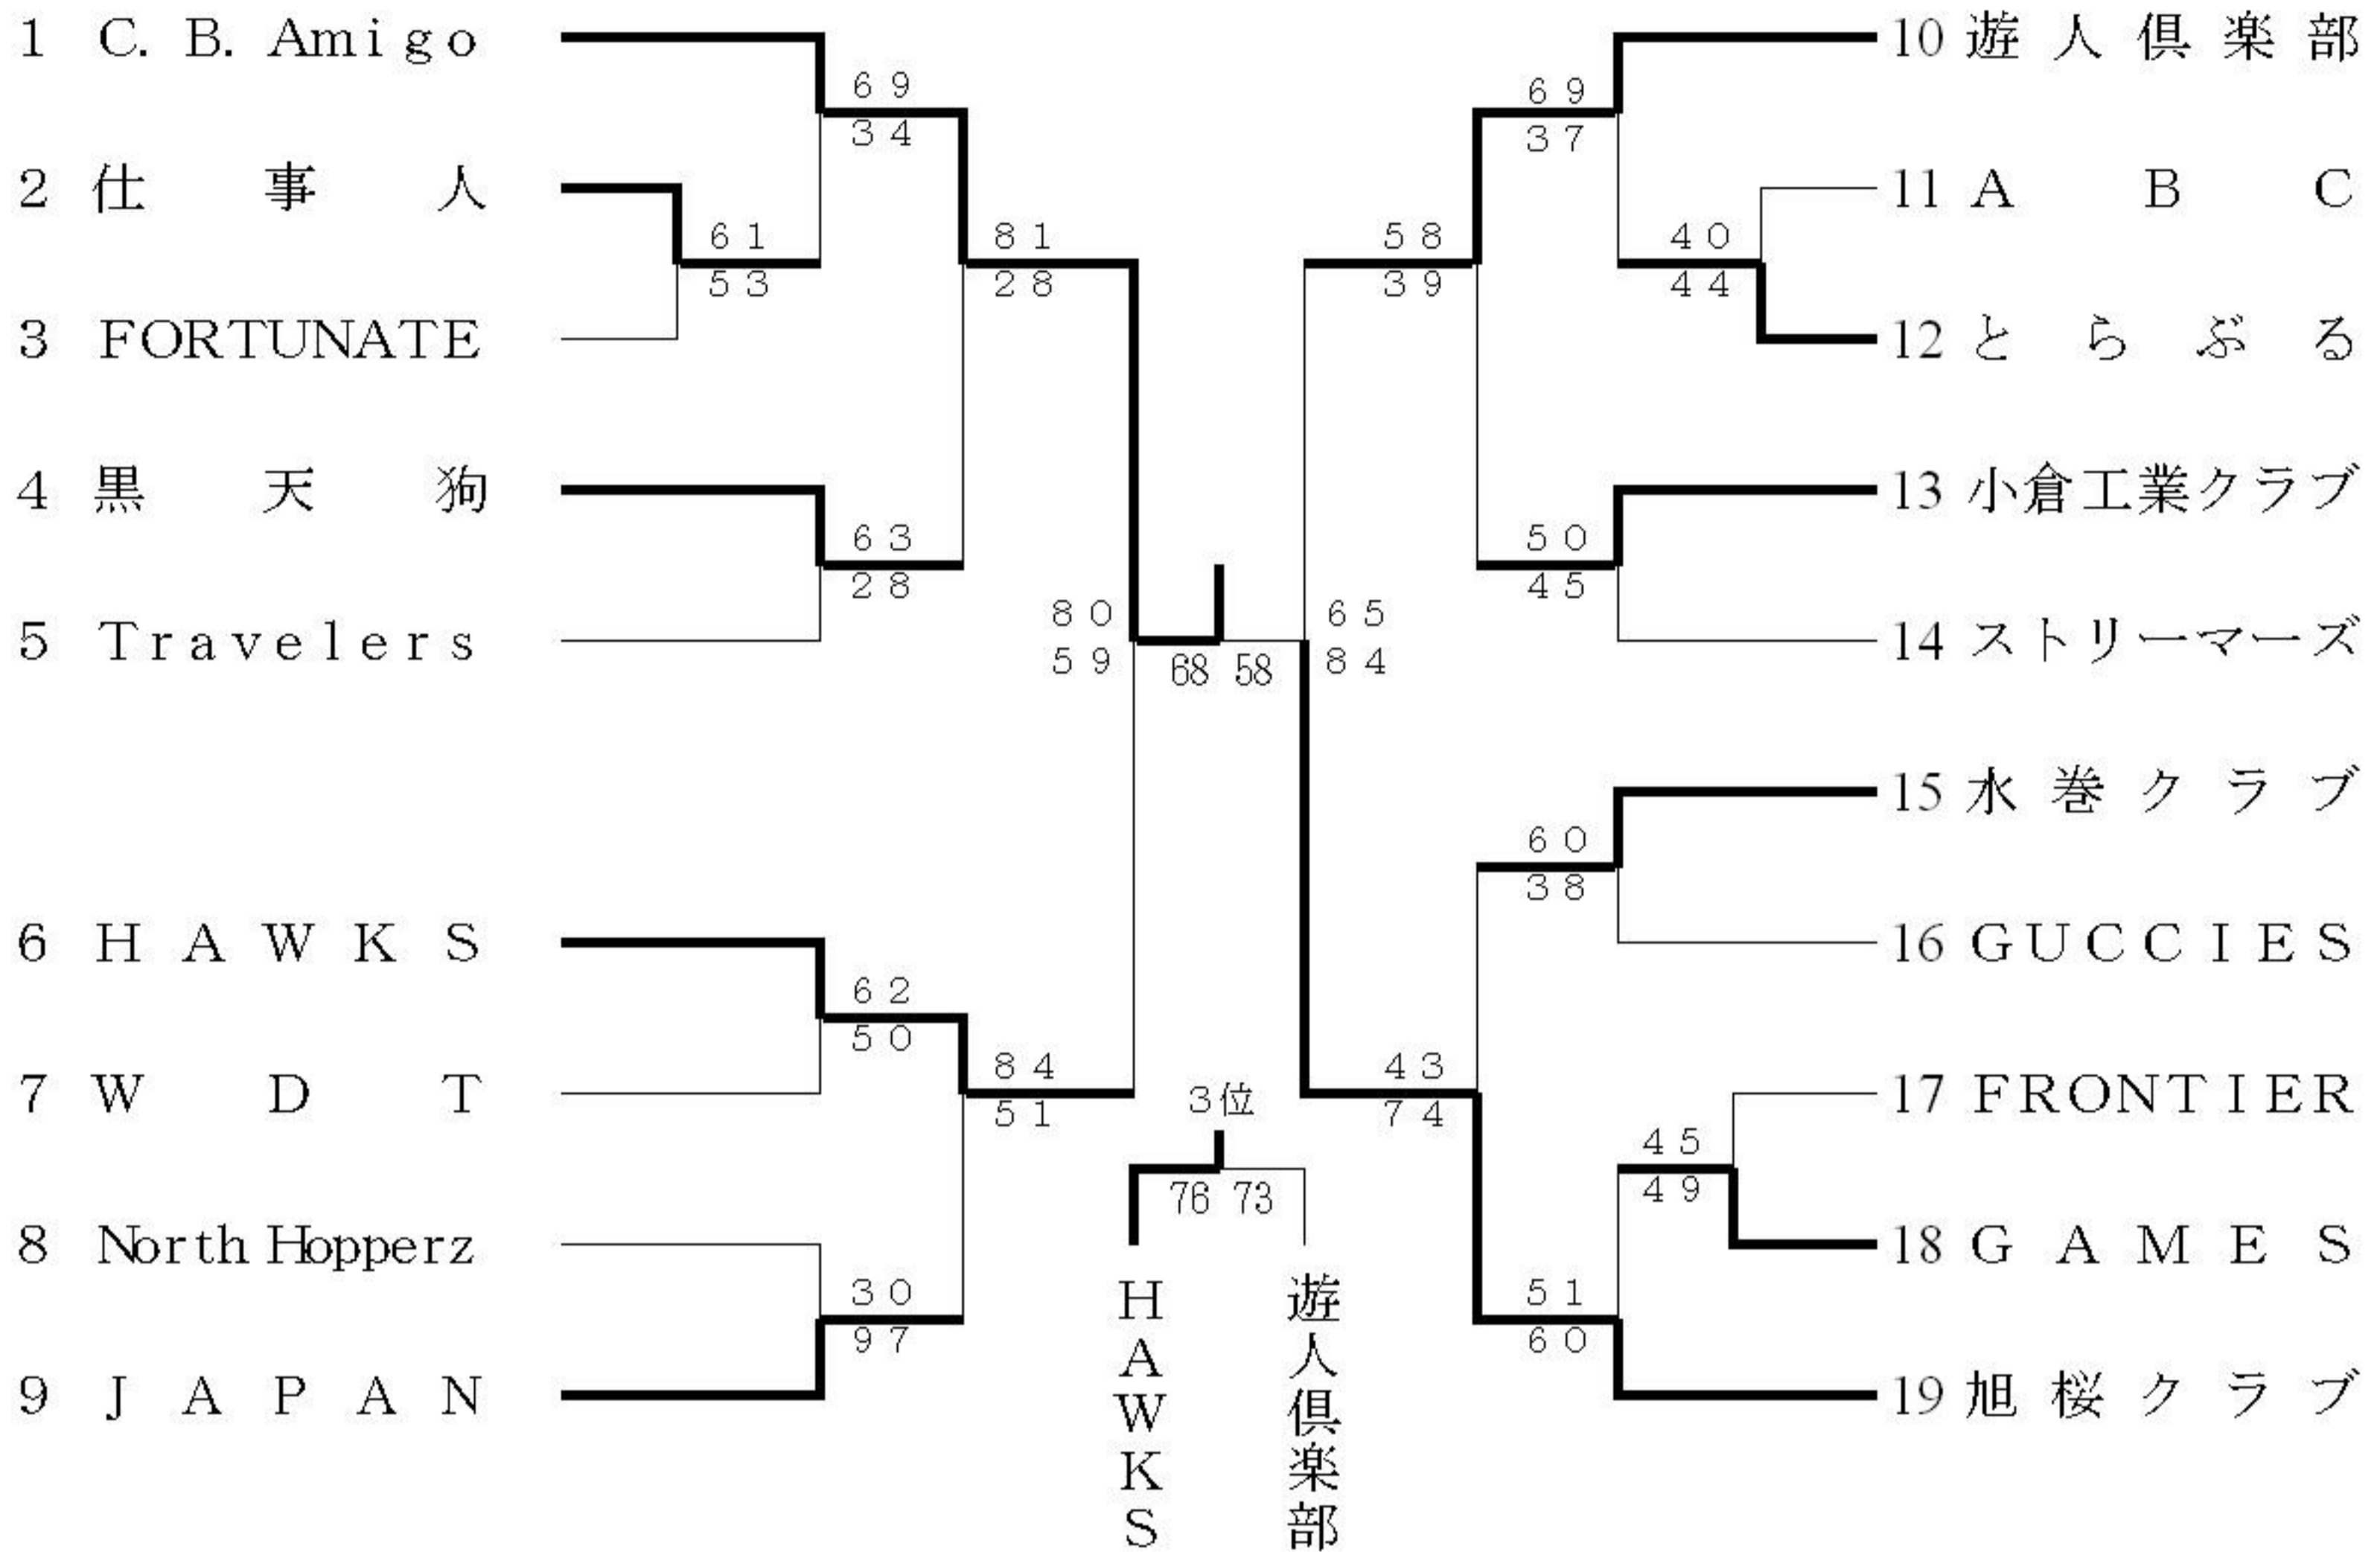 1 C. B. Amigo
2 仕事人
3 FORTUNATE
4 黒天狗
5 Travelers
6 HAWKS
7 WDT
8 North Hopperz
9 JAPAN
69
34
61
53
81
28
63
28
80
59
62
50
84
51
30
97
68 58
3位
76 73
HAWKS
遊人倶楽部
65
84
58
39
69
37
40
44
50
45
60
38
43
74
45
49
51
60
10 遊人倶楽部
11 ABC
12 とらぶる
13 小倉工業クラブ
14 ストリーマーズ
15 水巻クラブ
16 GUCCIES
17 FRONTIER
18 GAMES
19 旭桜クラブ